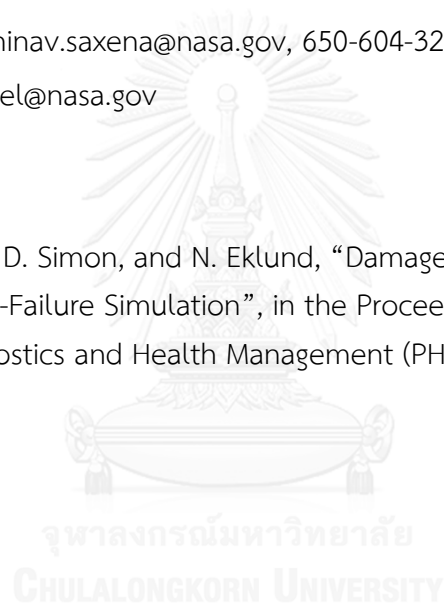 ninav.saxena@nasa.gov, 650-604-32
el@nasa.gov
D. Simon, and N. Eklund, “Damage
-Failure Simulation”, in the Procee
ostics and Health Management (PH
จุฬาลงกรณ์มหาวิทยาลัย
CHULALONGKORN UNIVERSITY